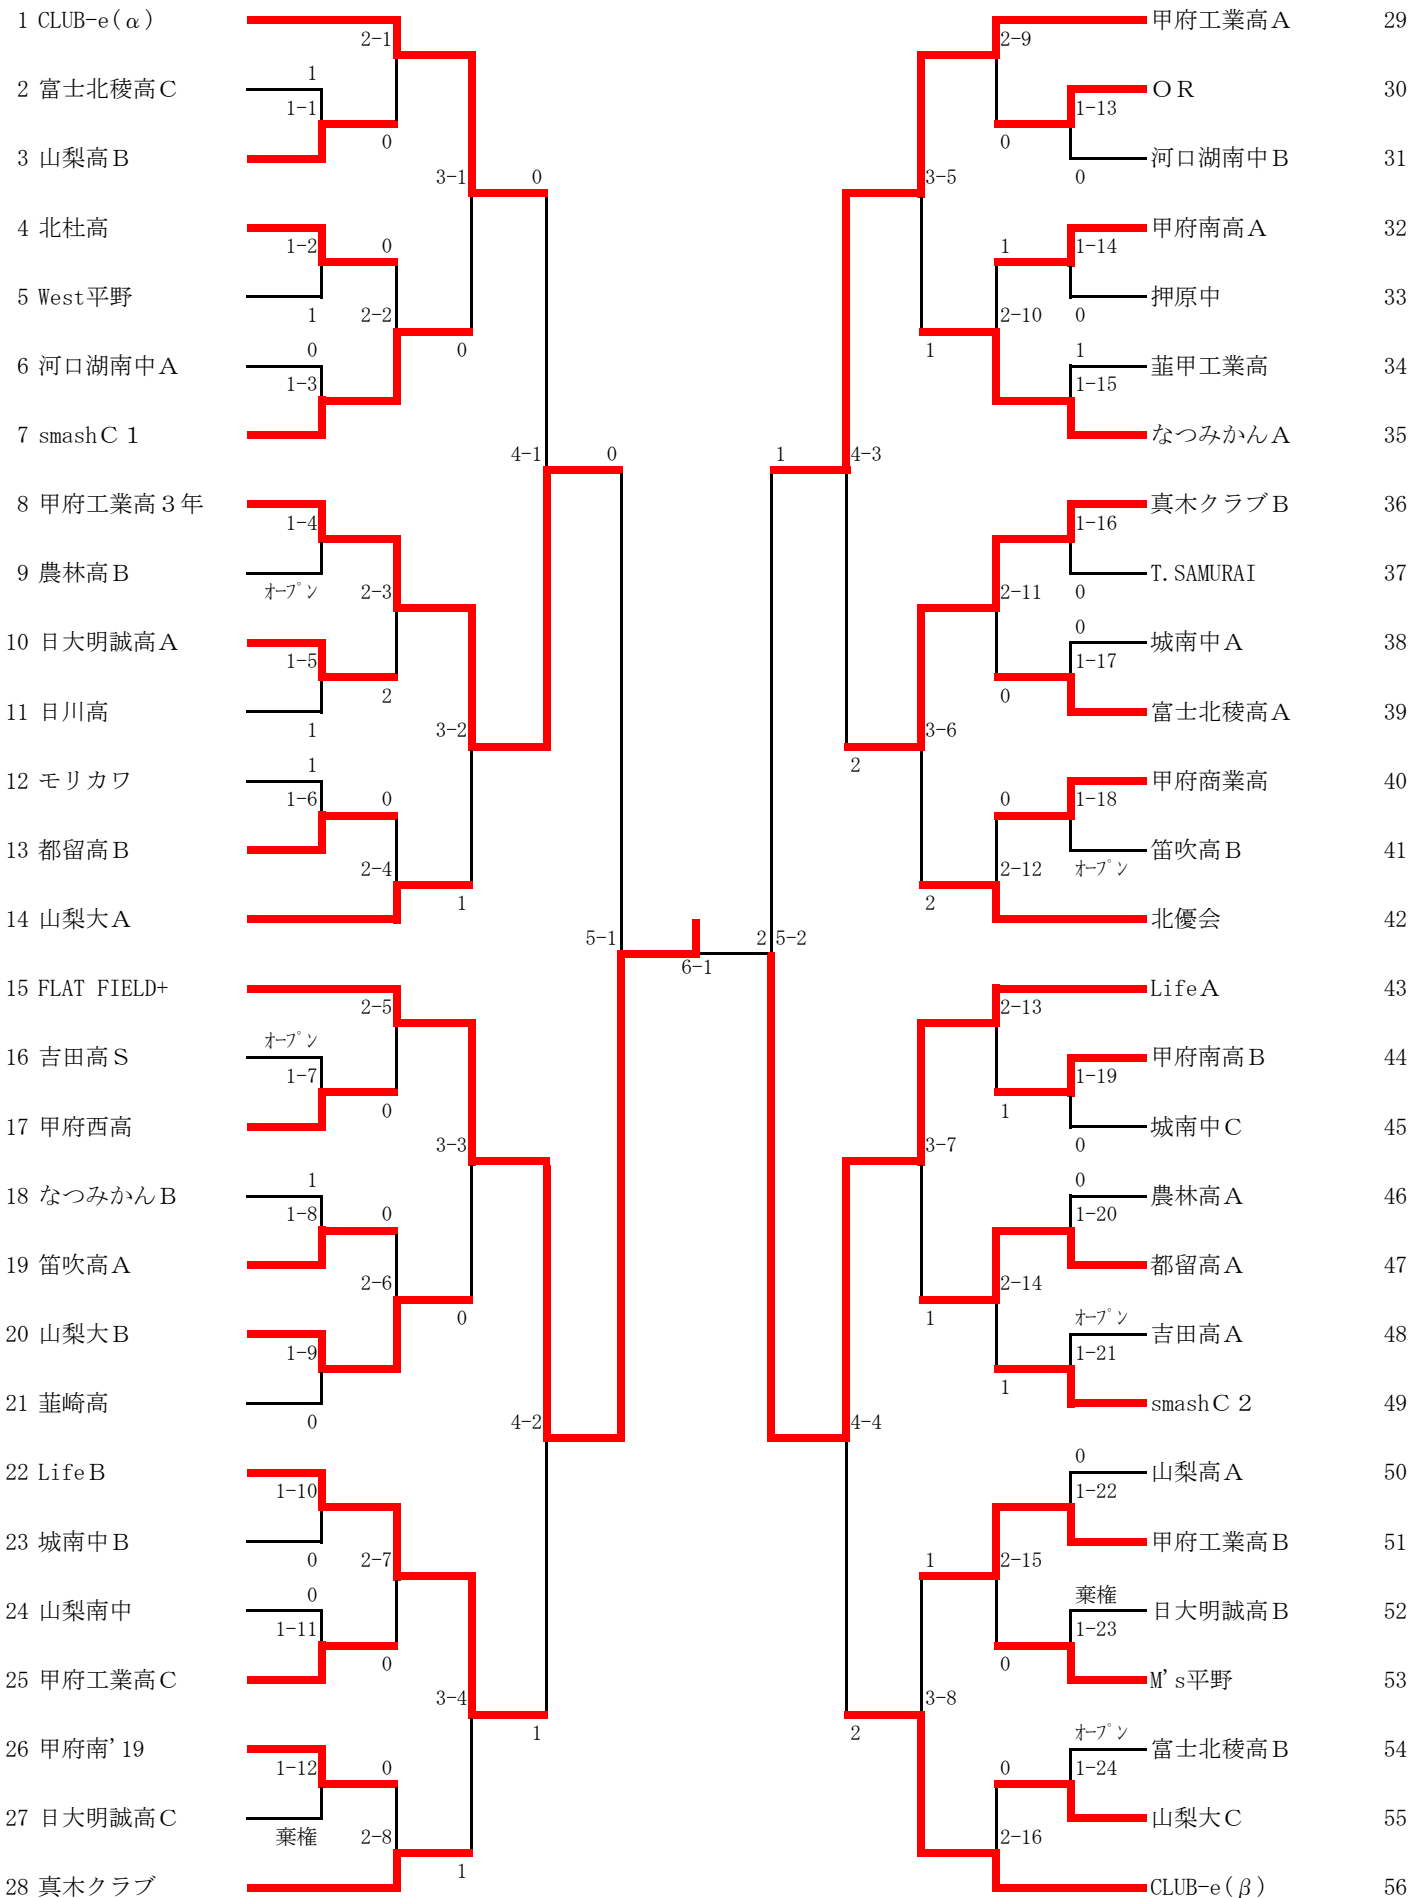 1 CLUB-e(α)
2-1
1
2 富士北稜高C
1-1
0
3 山梨高B
3-1
0
4 北杜高
1-2
0
5 West平野
1
2-2
0
0
6 河口湖南中A
1-3
7 smashC1
4-1
0
8 甲府工業高3年
1-4
9 農林高B
オープン
2-3
10 日大明誠高A
1-5
2
11 日川高
1
3-2
1
12 モリカワ
1-6
0
13 都留高B
2-4
1
14 山梨大A
5-1
6-1
15 FLAT FIELD+
2-5
オープン
16 吉田高S
1-7
0
17 甲府西高
3-3
1
18 なつみかんB
1-8
0
19 笛吹高A
2-6
0
20 山梨大B
1-9
21 韮崎高
0
4-2
22 LifeB
1-10
23 城南中B
0
2-7
0
24 山梨南中
1-11
0
25 甲府工業高C
3-4
1
26 甲府南'19
1-12
0
27 日大明誠高C
棄権
2-8
1
28 真木クラブ
甲府工業高A 29
2-9
OR 30
1-13
0
河口湖南中B 31
0
3-5
甲府南高A 32
1
1-14
押原中 33
2-10
0
1
1
韮甲工業高 34
1-15
なつみかんA 35
1
4-3
真木クラブB 36
1-16
T.SAMURAI 37
2-11
0
0
城南中A 38
1-17
0
富士北稜高A 39
3-6
2
甲府商業高 40
0
1-18
笛吹高B 41
2-12
オープン
2
北優会 42
2
5-2
LifeA 43
2-13
甲府南高B 44
1-19
1
城南中C 45
0
3-7
0
農林高A 46
1-20
都留高A 47
2-14
1
オープン
吉田高A 48
1-21
1
smashC2 49
4-4
0
山梨高A 50
1-22
甲府工業高B 51
1
2-15
棄権
日大明誠高B 52
1-23
0
M's平野 53
3-8
2
オープン
富士北稜高B 54
0
1-24
山梨大C 55
2-16
CLUB-e(β) 56